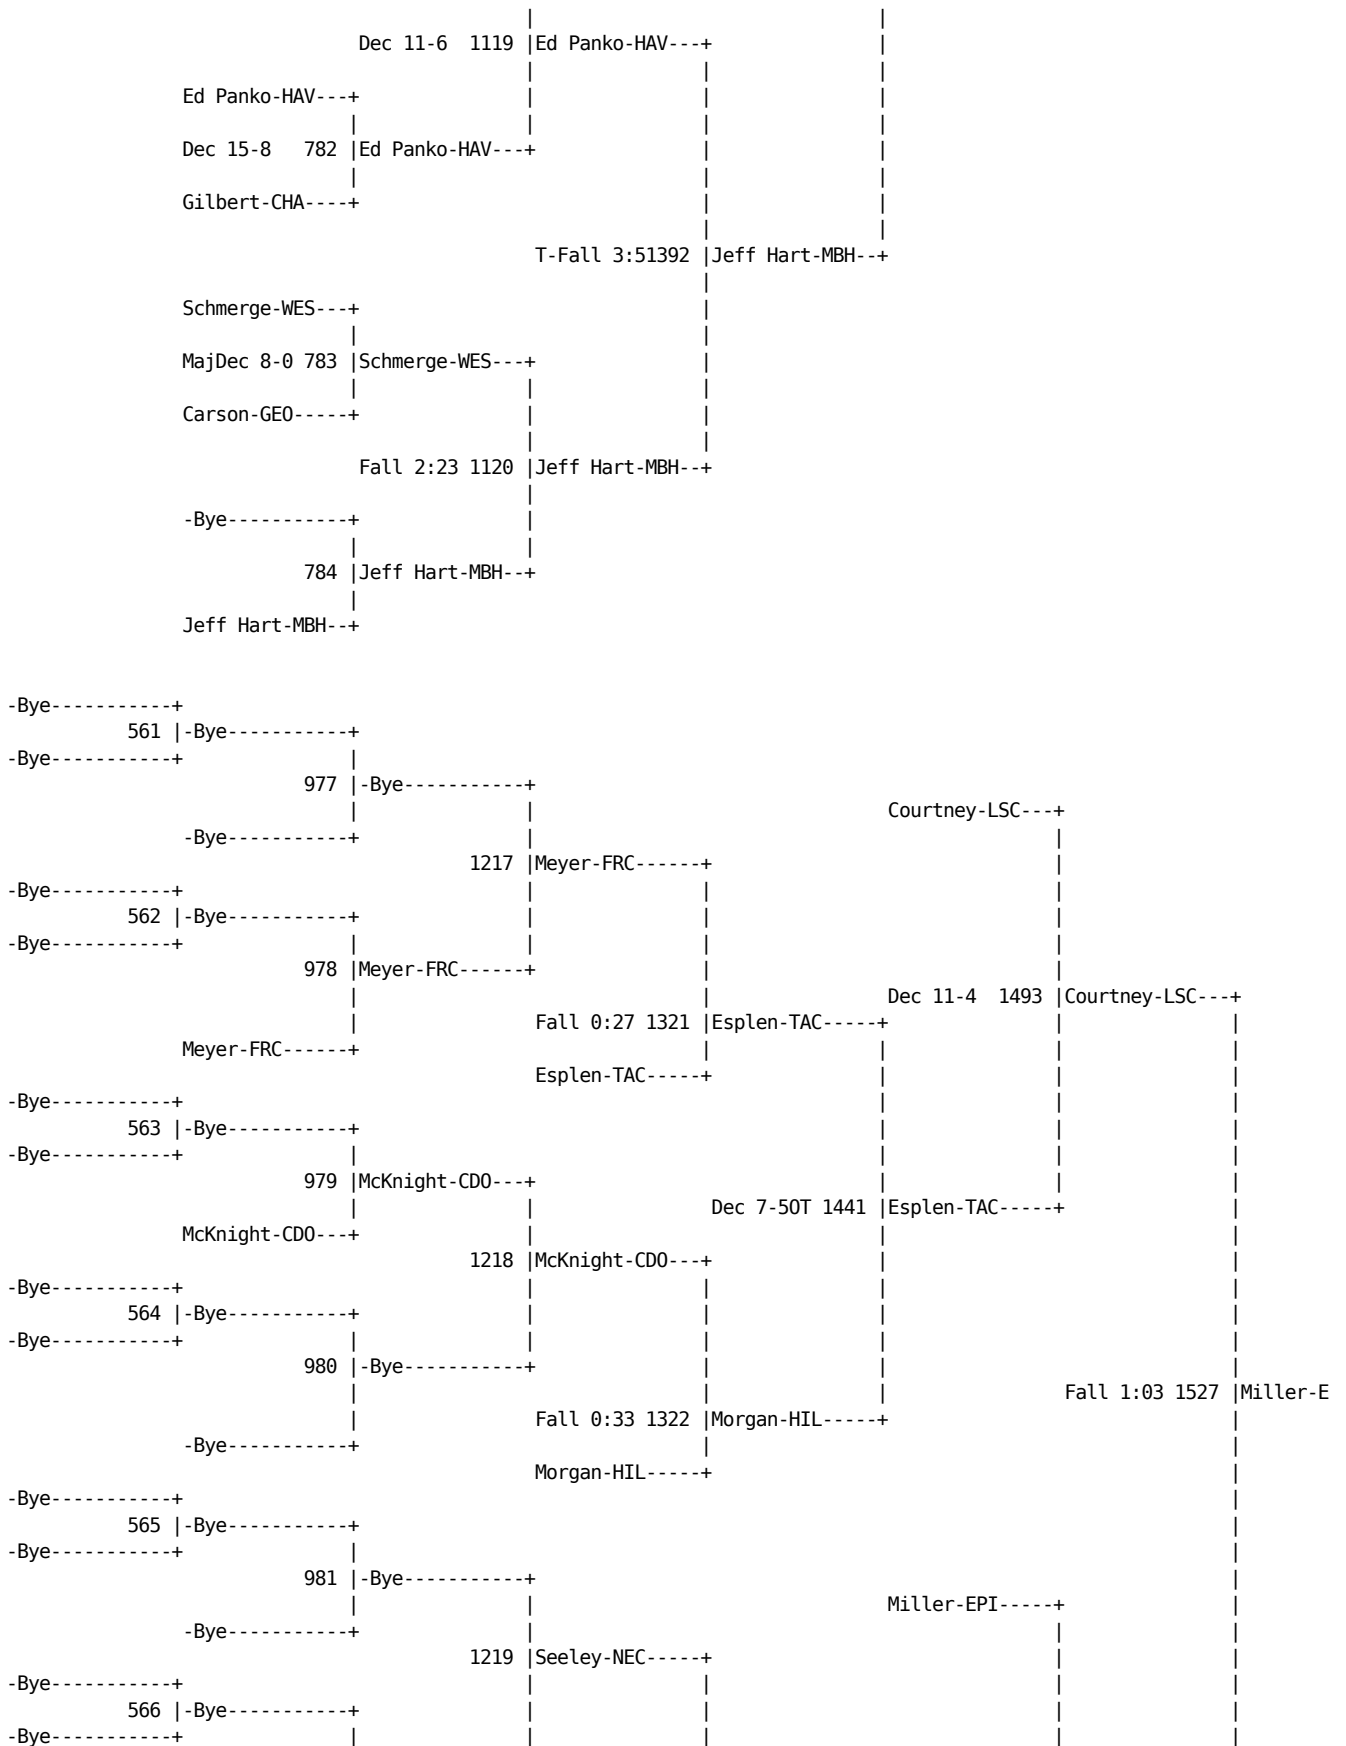 Dec 11-6 1119 |Ed Panko-HAV---+
Ed Panko-HAV---+
Dec 15-8 782 |Ed Panko-HAV---+
Gilbert-CHA----+
T-Fall 3:51392 |Jeff Hart-MBH--+
Schmerge-WES---+
MajDec 8-0 783 |Schmerge-WES---+
Carson-GEO-----+
Fall 2:23 1120 |Jeff Hart-MBH--+
-Bye-----------+
784 |Jeff Hart-MBH--+
Jeff Hart-MBH--+
-Bye-----------+
561 |-Bye-----------+
-Bye-----------+
977 |-Bye-----------+
Courtney-LSC---+
-Bye-----------+
1217 |Meyer-FRC------+
-Bye-----------+
562 |-Bye-----------+
-Bye-----------+
978 |Meyer-FRC------+
Dec 11-4 1493 |Courtney-LSC---+
Fall 0:27 1321 |Esplen-TAC-----+
Meyer-FRC------+
Esplen-TAC-----+
-Bye-----------+
563 |-Bye-----------+
-Bye-----------+
979 |McKnight-CDO---+
Dec 7-5OT 1441 |Esplen-TAC-----+
McKnight-CDO---+
1218 |McKnight-CDO---+
-Bye-----------+
564 |-Bye-----------+
-Bye-----------+
980 |-Bye-----------+
Fall 1:03 1527 |Miller-E
Fall 0:33 1322 |Morgan-HIL-----+
-Bye-----------+
Morgan-HIL-----+
-Bye-----------+
565 |-Bye-----------+
-Bye-----------+
981 |-Bye-----------+
Miller-EPI-----+
-Bye-----------+
1219 |Seeley-NEC-----+
-Bye-----------+
566 |-Bye-----------+
-Bye-----------+